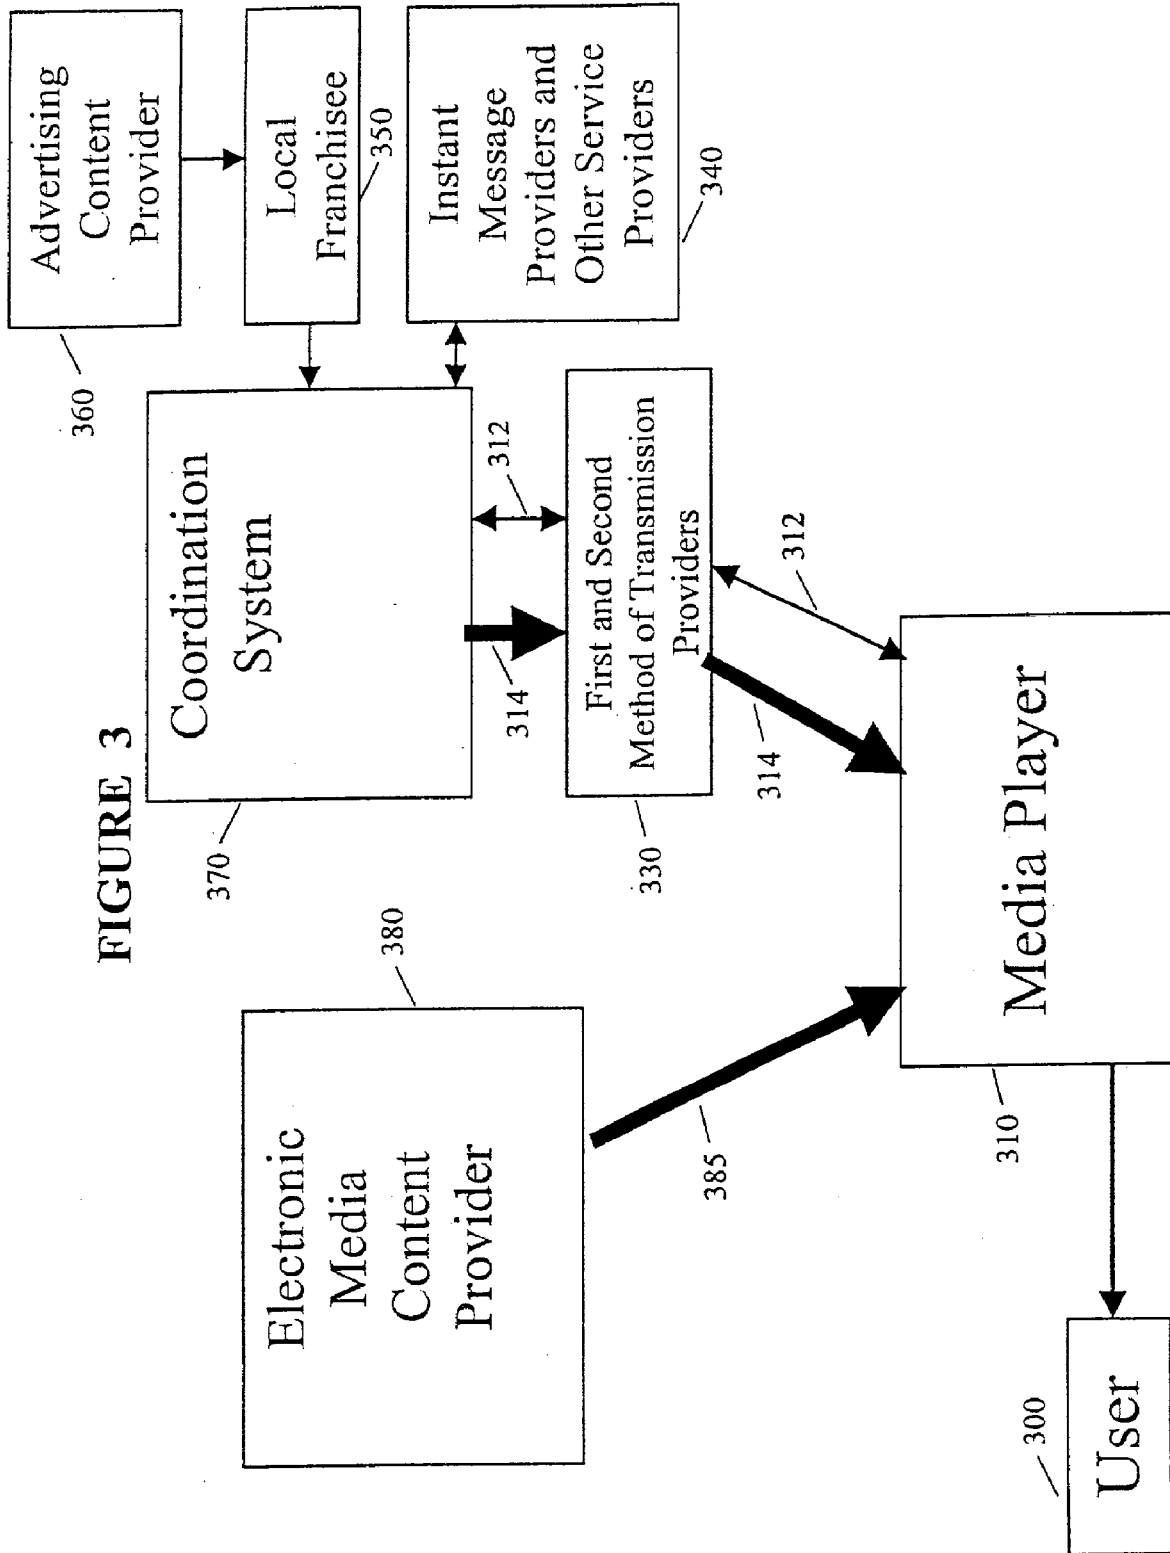 FIGURE 3
Electronic
Media
Content
Provider
380
385
Coordination
System
370
314
312
First and Second
Method of Transmission
Providers
330
314
312
Advertising
Content
Provider
360
Local
Franchisee
350
Instant
Message
Providers and
Other Service
Providers
340
Media Player
310
User
300